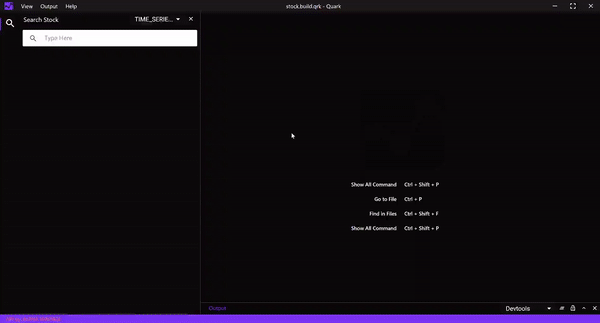 View Output Help
stock.build.qrk - Quark
Search Stock
TIME_SERIE...
Type Here
Show All Command Ctrl + Shift + P
Go to File Ctrl + P
Find in Files Ctrl + Shift + F
Show All Command Ctrl + Shift + P
Output
Devtools